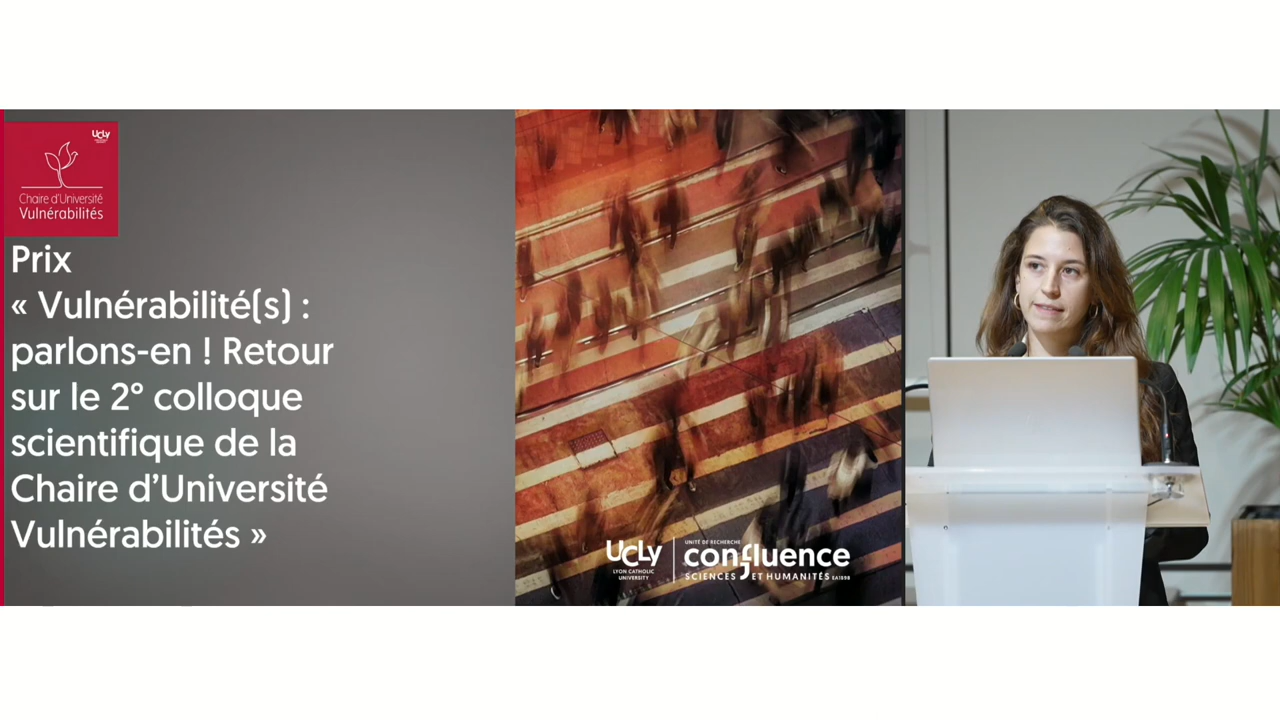 UCLy
Chaire d'Université
Vulnérabilités
Prix
« Vulnérabilité(s) :
parlons-en ! Retour
sur le 2° colloque
scientifique de la
Chaire d'Université
Vulnérabilités »
UCLy
LYON CATHOLIC
UNIVERSITY
UNITÉ DE RECHERCHE
confluence
SCIENCES ET HUMANITÉS EA1598